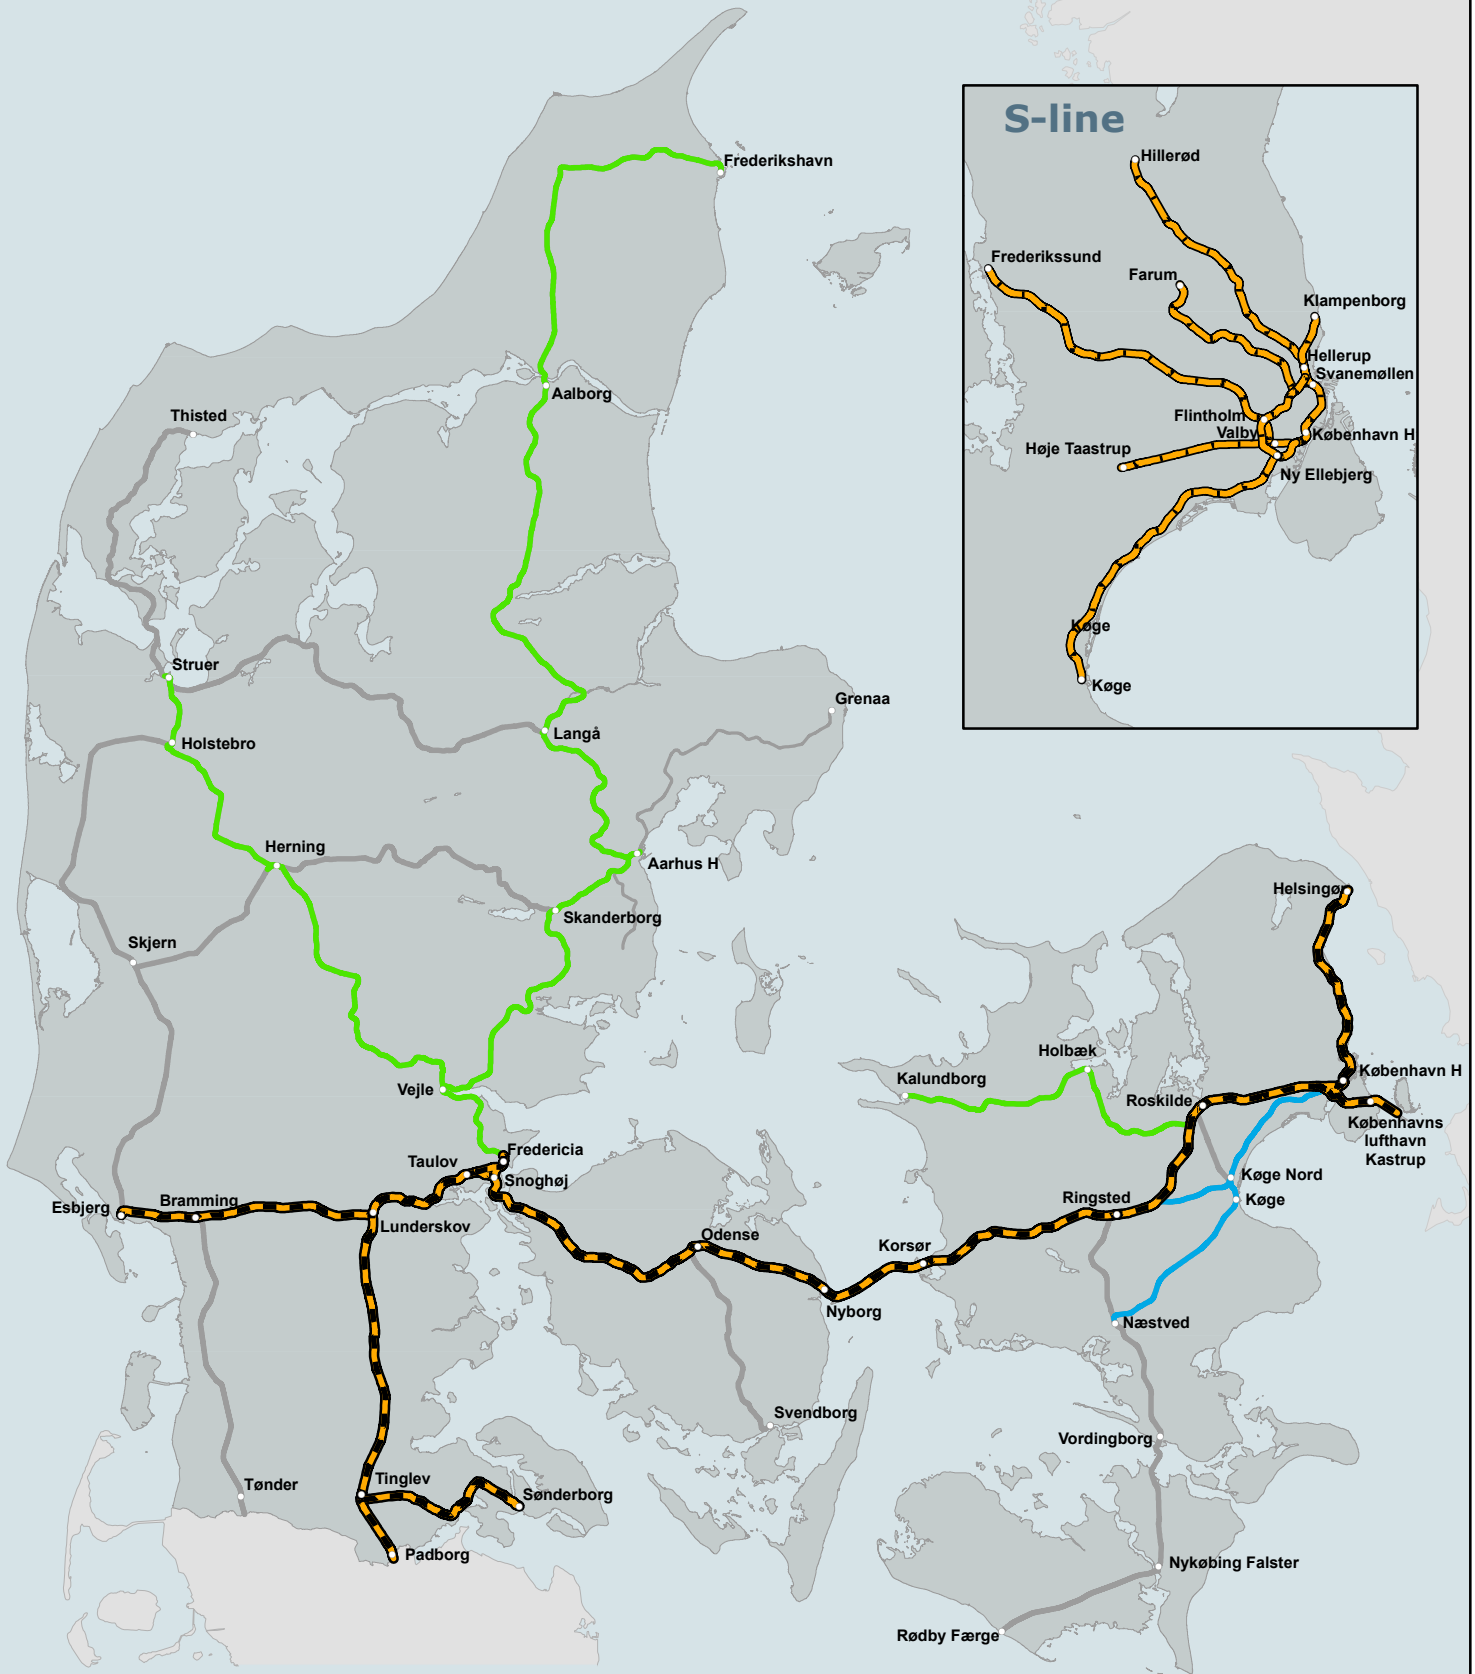 S-line
Hillerød
Frederikssund
Farum
Klampenborg
Hellerup
Svanemøllen
Flintholm
Valby
København H
Høje Taastrup
Ny Ellebjerg
Køge
Køge
Frederikshavn
Aalborg
Thisted
Struer
Grenaa
Holstebro
Langå
Herning
Aarhus H
Skanderborg
Skjern
Helsingør
Holbæk
København H
Kalundborg
Vejle
Roskilde
Københavns
lufthavn
Kastrup
Fredericia
Taulov
Snoghøj
Køge Nord
Køge
Esbjerg
Bramming
Ringsted
Lunderskov
Odense
Korsør
Nyborg
Næstved
Svendborg
Vordingborg
Tønder
Tinglev
Sønderborg
Padborg
Nykøbing Falster
Rødby Færge